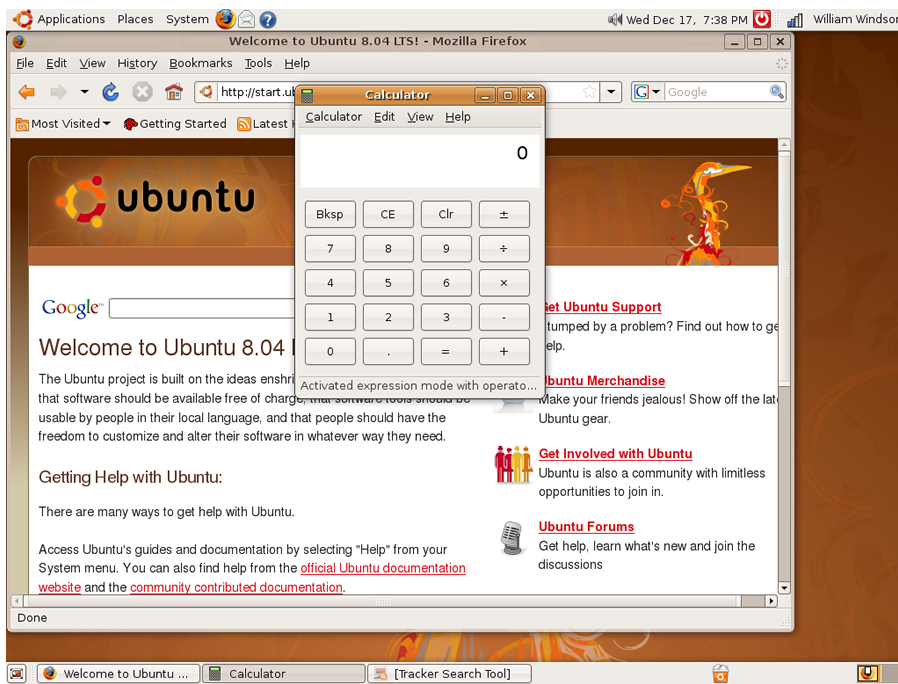 Applications Places System Wed Dec 17, 7:38 PM William Windsor
Welcome to Ubuntu 8.04 LTS! - Mozilla Firefox
File Edit View History Bookmarks Tools Help
http://start.ub
G Google
Most Visited Getting Started Latest
Calculator
Calculator Edit View Help
0
Bksp CE Clr ±
7 8 9 ÷
4 5 6 ×
1 2 3 -
0 . = +
Activated expression mode with operato...
ubuntu
Google™
Welcome to Ubuntu 8.04
The Ubuntu project is built on the ideas enshri
that software should be available free of charge, that software tools should be
usable by people in their local language, and that people should have the
freedom to customize and alter their software in whatever way they need.
Getting Help with Ubuntu:
There are many ways to get help with Ubuntu.
Access Ubuntu's guides and documentation by selecting "Help" from your
System menu. You can also find help from the official Ubuntu documentation
website and the community contributed documentation.
Get Ubuntu Support
tumped by a problem? Find out how to ge
elp.
Ubuntu Merchandise
Make your friends jealous! Show off the late
Ubuntu gear.
Get Involved with Ubuntu
Ubuntu is also a community with limitless
opportunities to join in.
Ubuntu Forums
Get help, learn what's new and join the
discussions
Done
Welcome to Ubuntu ... Calculator [Tracker Search Tool]